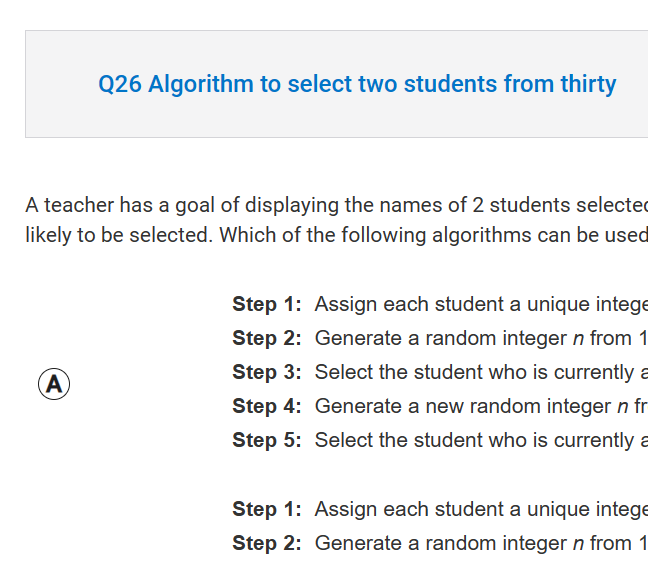 Q26 Algorithm to select two students from thirty
A teacher has a goal of displaying the names of 2 students selected
likely to be selected. Which of the following algorithms can be used
Step 1: Assign each student a unique intege
Step 2: Generate a random integer n from 1
Step 3: Select the student who is currently a
A
Step 4: Generate a new random integer n fr
Step 5: Select the student who is currently a
Step 1: Assign each student a unique intege
Step 2: Generate a random integer n from 1